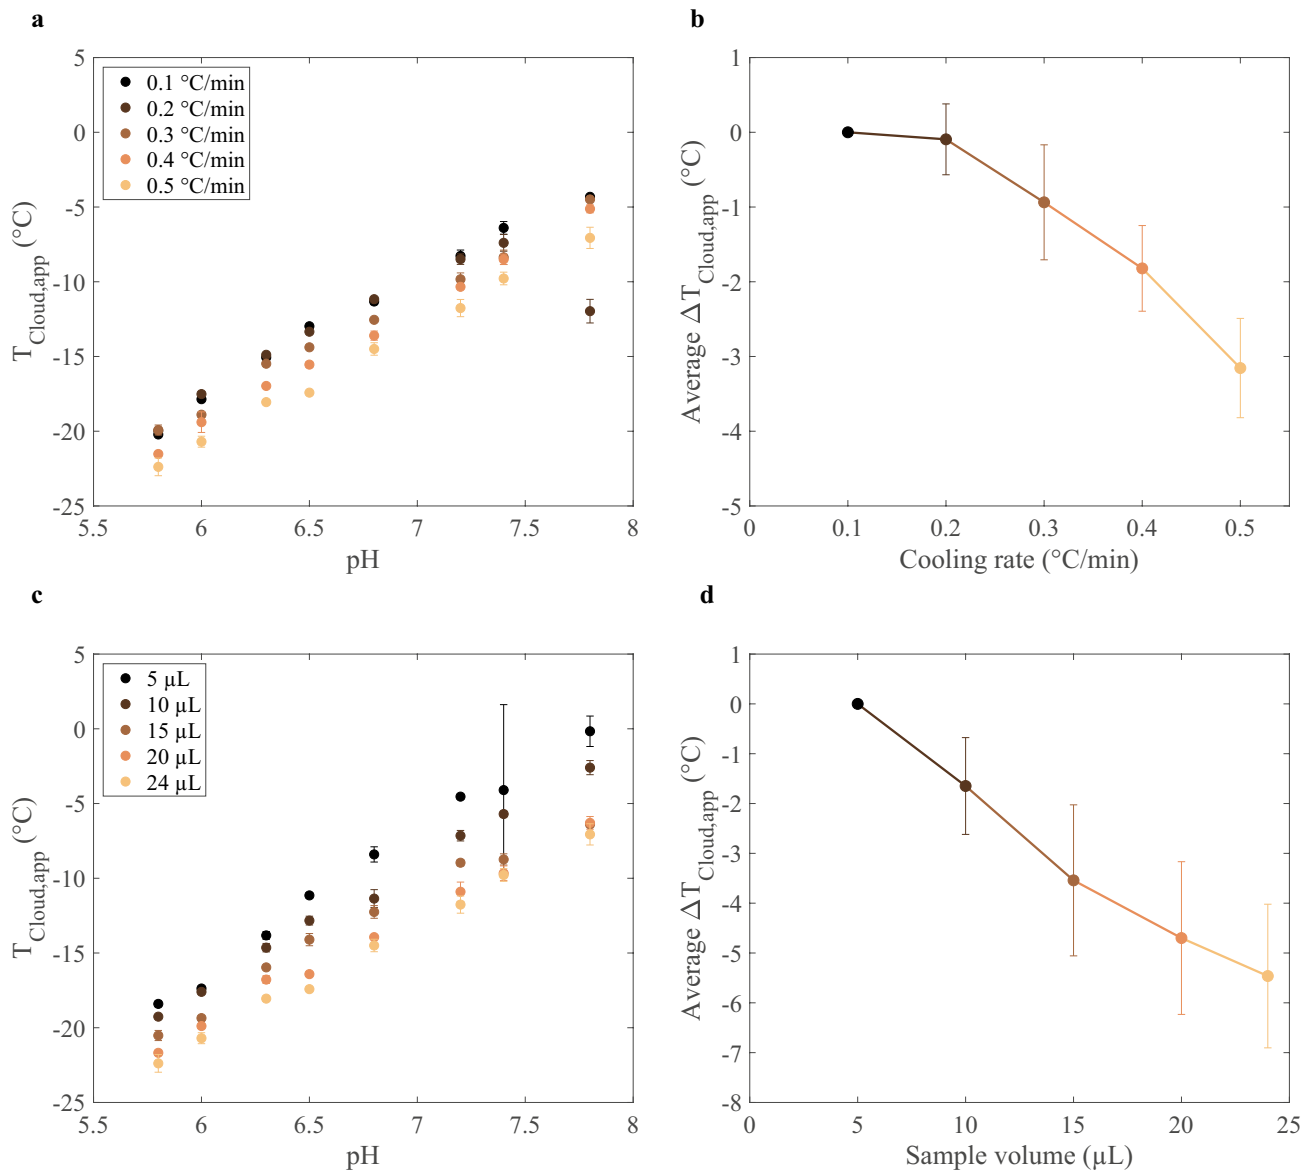 a
5
0
-5
-10
-15
-20
-25
T_Cloud,app (°C)
0.1 °C/min
0.2 °C/min
0.3 °C/min
0.4 °C/min
0.5 °C/min
5.5 6 6.5 7 7.5 8
pH
b
1
0
-1
-2
-3
-4
-5
Average ΔT_Cloud,app (°C)
0 0.1 0.2 0.3 0.4 0.5
Cooling rate (°C/min)
c
5
0
-5
-10
-15
-20
-25
T_Cloud,app (°C)
5 µL
10 µL
15 µL
20 µL
24 µL
5.5 6 6.5 7 7.5 8
pH
d
1
0
-1
-2
-3
-4
-5
-6
-7
-8
Average ΔT_Cloud,app (°C)
0 5 10 15 20 25
Sample volume (µL)